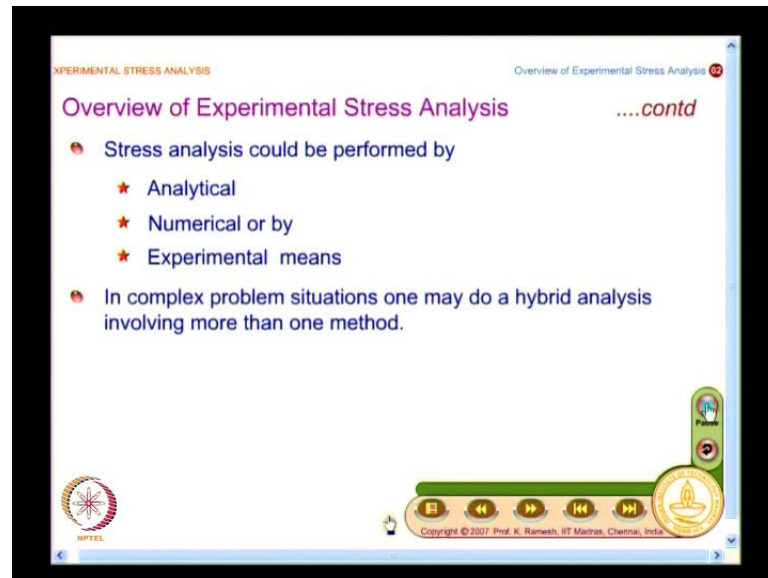 XPERIMENTAL STRESS ANALYSIS
Overview of Experimental Stress Analysis 02
Overview of Experimental Stress Analysis ....contd
Stress analysis could be performed by
Analytical
Numerical or by
Experimental means
In complex problem situations one may do a hybrid analysis
involving more than one method.
Pause
NPTEL
Copyright © 2007 Prof. K. Ramesh, IIT Madras, Chennai, India